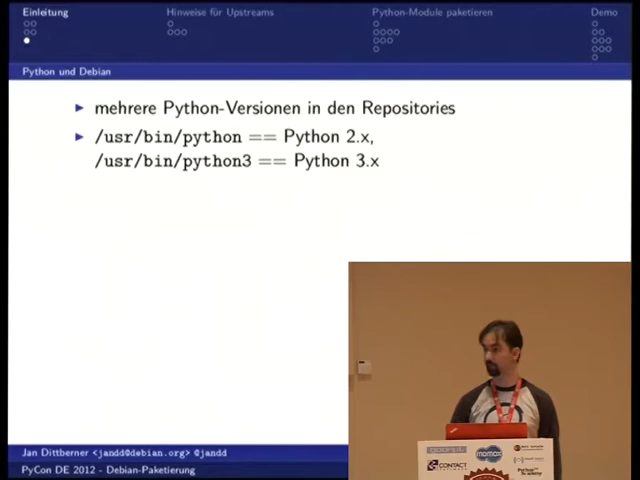 Einleitung
Hinweise für Upstreams
Python-Module paketieren
Demo
Python und Debian
mehrere Python-Versionen in den Repositories
/usr/bin/python == Python 2.x,
/usr/bin/python3 == Python 3.x
Jan Dittberner <jandd@debian.org> @jandd
PyCon DE 2012 - Debian-Paketierung
momox
CONTACT